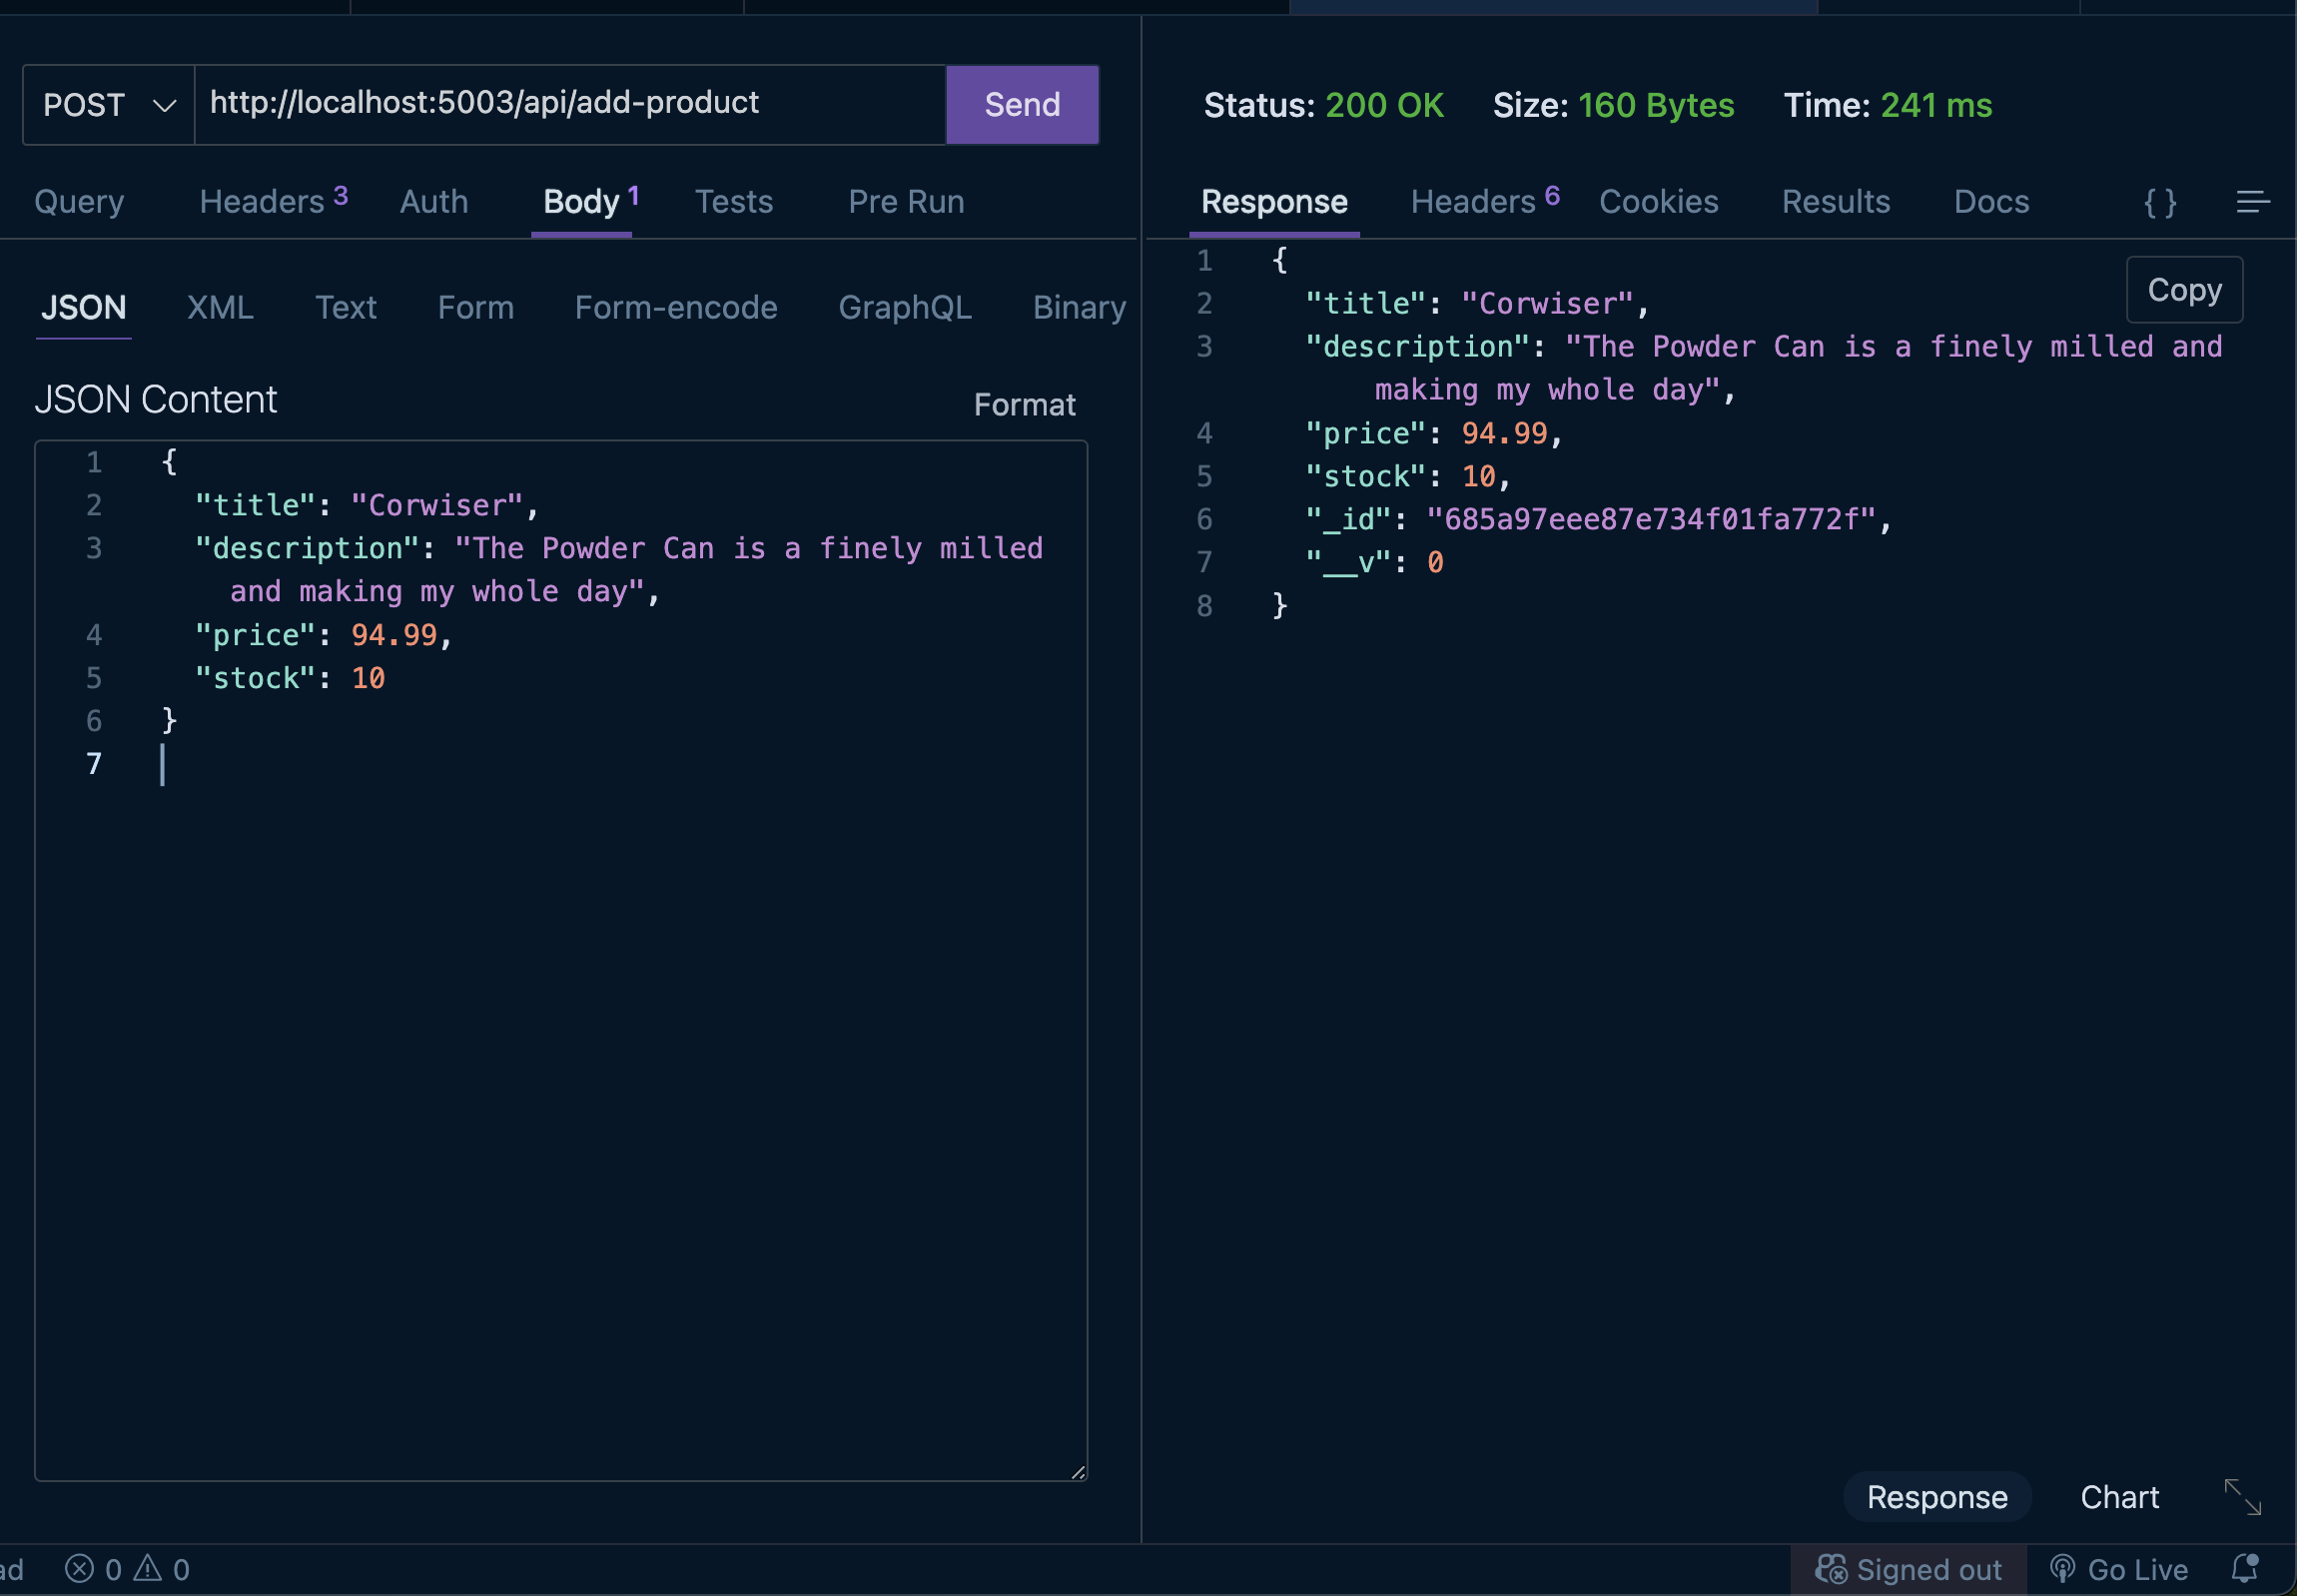 POST http://localhost:5003/api/add-product Send
Query Headers 3 Auth Body 1 Tests Pre Run
JSON XML Text Form Form-encode GraphQL Binary
JSON Content Format
1 {
2 "title": "Corwiser",
3 "description": "The Powder Can is a finely milled
and making my whole day",
4 "price": 94.99,
5 "stock": 10
6 }
7
Status: 200 OK Size: 160 Bytes Time: 241 ms
Response Headers 6 Cookies Results Docs { }
Copy
1 {
2 "title": "Corwiser",
3 "description": "The Powder Can is a finely milled and
making my whole day",
4 "price": 94.99,
5 "stock": 10,
6 "_id": "685a97eee87e734f01fa772f",
7 "__v": 0
8 }
Response Chart
ad 0 0 Signed out Go Live